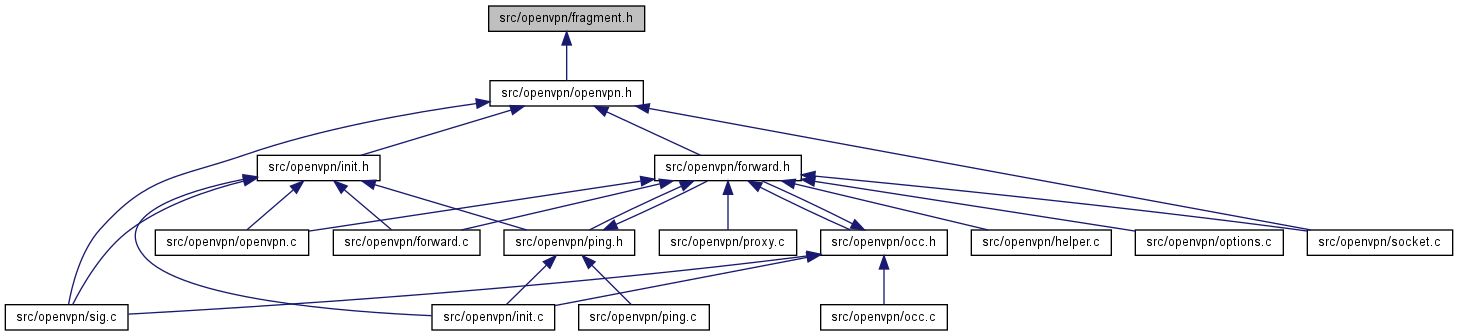 src/openvpn/fragment.h
src/openvpn/openvpn.h
src/openvpn/init.h
src/openvpn/forward.h
src/openvpn/openvpn.c
src/openvpn/forward.c
src/openvpn/ping.h
src/openvpn/proxy.c
src/openvpn/occ.h
src/openvpn/helper.c
src/openvpn/options.c
src/openvpn/socket.c
src/openvpn/sig.c
src/openvpn/init.c
src/openvpn/ping.c
src/openvpn/occ.c